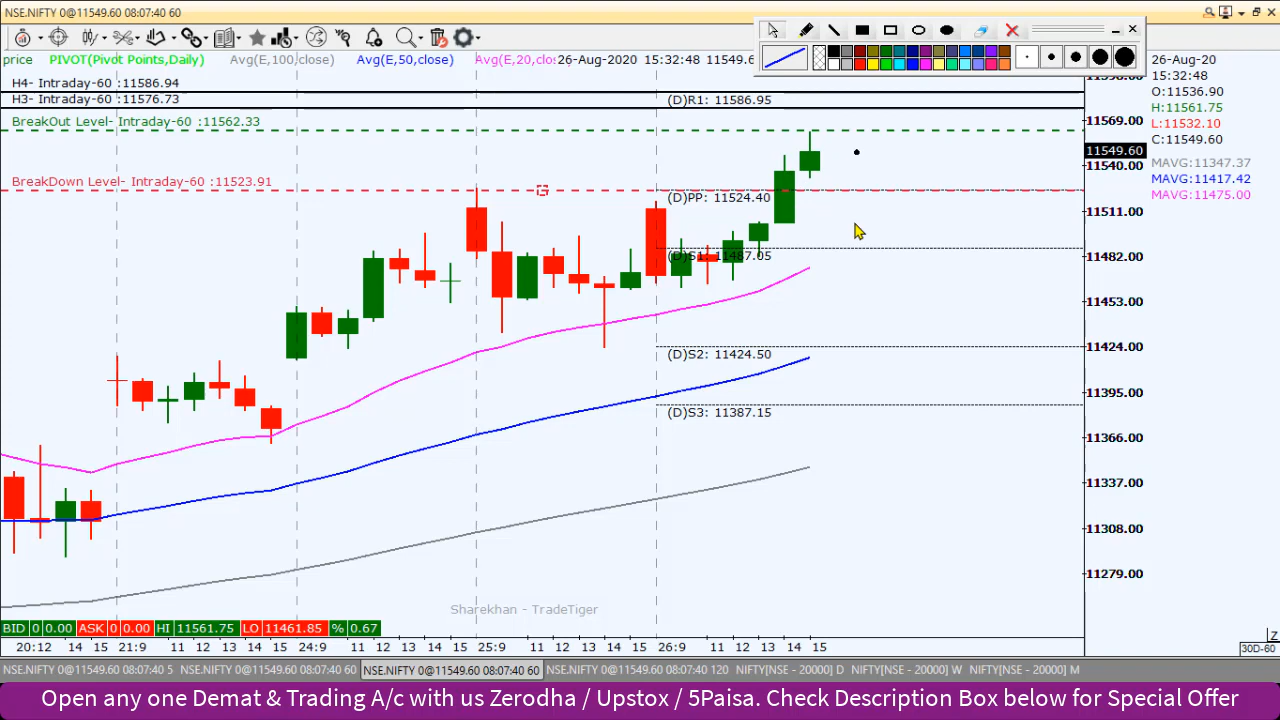 NSE.NIFTY 0@11549.60 08:07:40 60
price PIVOT(Pivot Points,Daily) Avg(E,100,close) Avg(E,50,close) Avg(E,20,clos 26-Aug-2020 15:32:48 11549.6
26-Aug-20
15:32:48
O:11536.90
H:11561.75
L:11532.10
C:11549.60
MAVG:11347.37
MAVG:11417.42
MAVG:11475.00
H4- Intraday-60 :11586.94
H3- Intraday-60 :11576.73
(D)R1: 11586.95
BreakOut Level- Intraday-60 :11562.33
BreakDown Level- Intraday-60 :11523.91
(D)PP: 11524.40
(D)S1: 11487.05
(D)S2: 11424.50
(D)S3: 11387.15
11569.00
11549.60
11540.00
11511.00
11482.00
11453.00
11424.00
11395.00
11366.00
11337.00
11308.00
11279.00
Sharekhan - TradeTiger
BID 0 0.00 ASK 0 0.00 HI 11561.75 LO 11461.85 % 0.67
20:12 14 15 21:9 11 12 13 14 15 24:9 11 12 13 14 15 25:9 11 12 13 14 15 26:9 11 12 13 14 15
Z
30D-60
NSE.NIFTY 0@11549.60 08:07:40 5 NSE.NIFTY 0@11549.60 08:07:40 60 NSE.NIFTY 0@11549.60 08:07:40 60 NSE.NIFTY 0@11549.60 08:07:40 120 NIFTY[NSE - 20000] D NIFTY[NSE - 20000] W NIFTY[NSE - 20000] M
Open any one Demat & Trading A/c with us Zerodha / Upstox / 5Paisa. Check Description Box below for Special Offer